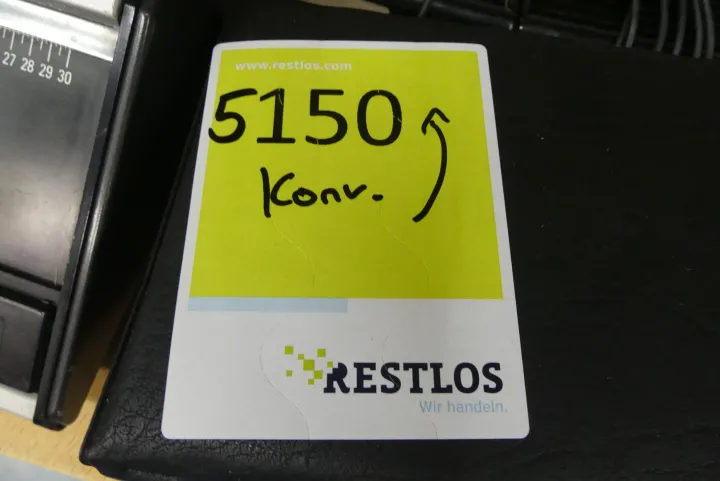 27 28 29 30
www.restlos.com
5150
Konv.
RESTLOS
Wir handeln.